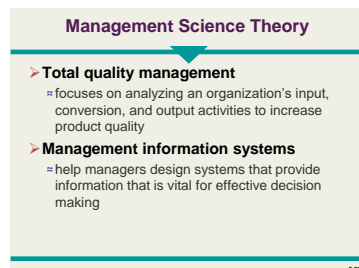 Management Science Theory
➢Total quality management
≈focuses on analyzing an organization's input,
conversion, and output activities to increase
product quality
➢Management information systems
≈help managers design systems that provide
information that is vital for effective decision
making